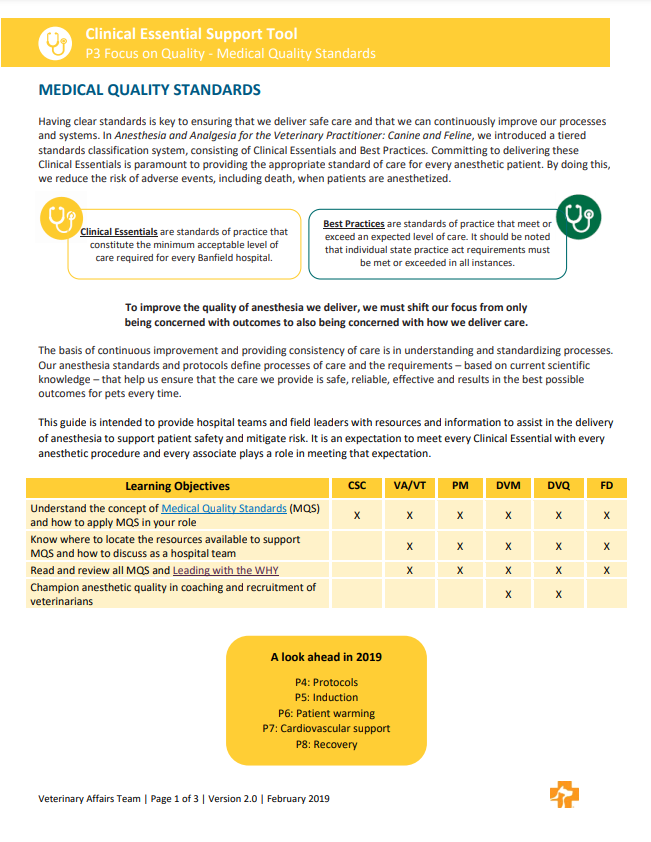 Clinical Essential Support Tool
P3 Focus on Quality - Medical Quality Standards
MEDICAL QUALITY STANDARDS
Having clear standards is key to ensuring that we deliver safe care and that we can continuously improve our processes
and systems. In Anesthesia and Analgesia for the Veterinary Practitioner: Canine and Feline, we introduced a tiered
standards classification system, consisting of Clinical Essentials and Best Practices. Committing to delivering these
Clinical Essentials is paramount to providing the appropriate standard of care for every anesthetic patient. By doing this,
we reduce the risk of adverse events, including death, when patients are anesthetized.
Clinical Essentials are standards of practice that
constitute the minimum acceptable level of
care required for every Banfield hospital.
Best Practices are standards of practice that meet or
exceed an expected level of care. It should be noted
that individual state practice act requirements must
be met or exceeded in all instances.
To improve the quality of anesthesia we deliver, we must shift our focus from only
being concerned with outcomes to also being concerned with how we deliver care.
The basis of continuous improvement and providing consistency of care is in understanding and standardizing processes.
Our anesthesia standards and protocols define processes of care and the requirements – based on current scientific
knowledge – that help us ensure that the care we provide is safe, reliable, effective and results in the best possible
outcomes for pets every time.
This guide is intended to provide hospital teams and field leaders with resources and information to assist in the delivery
of anesthesia to support patient safety and mitigate risk. It is an expectation to meet every Clinical Essential with every
anesthetic procedure and every associate plays a role in meeting that expectation.
Learning Objectives CSC VA/VT PM DVM DVQ FD
Understand the concept of Medical Quality Standards (MQS)
and how to apply MQS in your role X X X X X X
Know where to locate the resources available to support
MQS and how to discuss as a hospital team X X X X X
Read and review all MQS and Leading with the WHY X X X X X
Champion anesthetic quality in coaching and recruitment of
veterinarians X X
A look ahead in 2019
P4: Protocols
P5: Induction
P6: Patient warming
P7: Cardiovascular support
P8: Recovery
Veterinary Affairs Team | Page 1 of 3 | Version 2.0 | February 2019